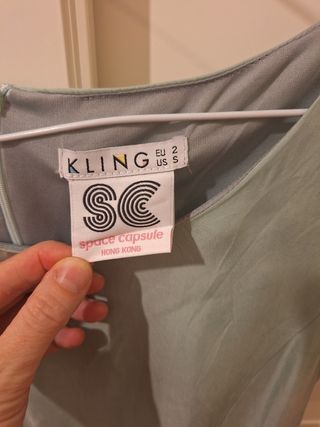 KLING EU 2
US S
SC
space capsule
HONG KONG